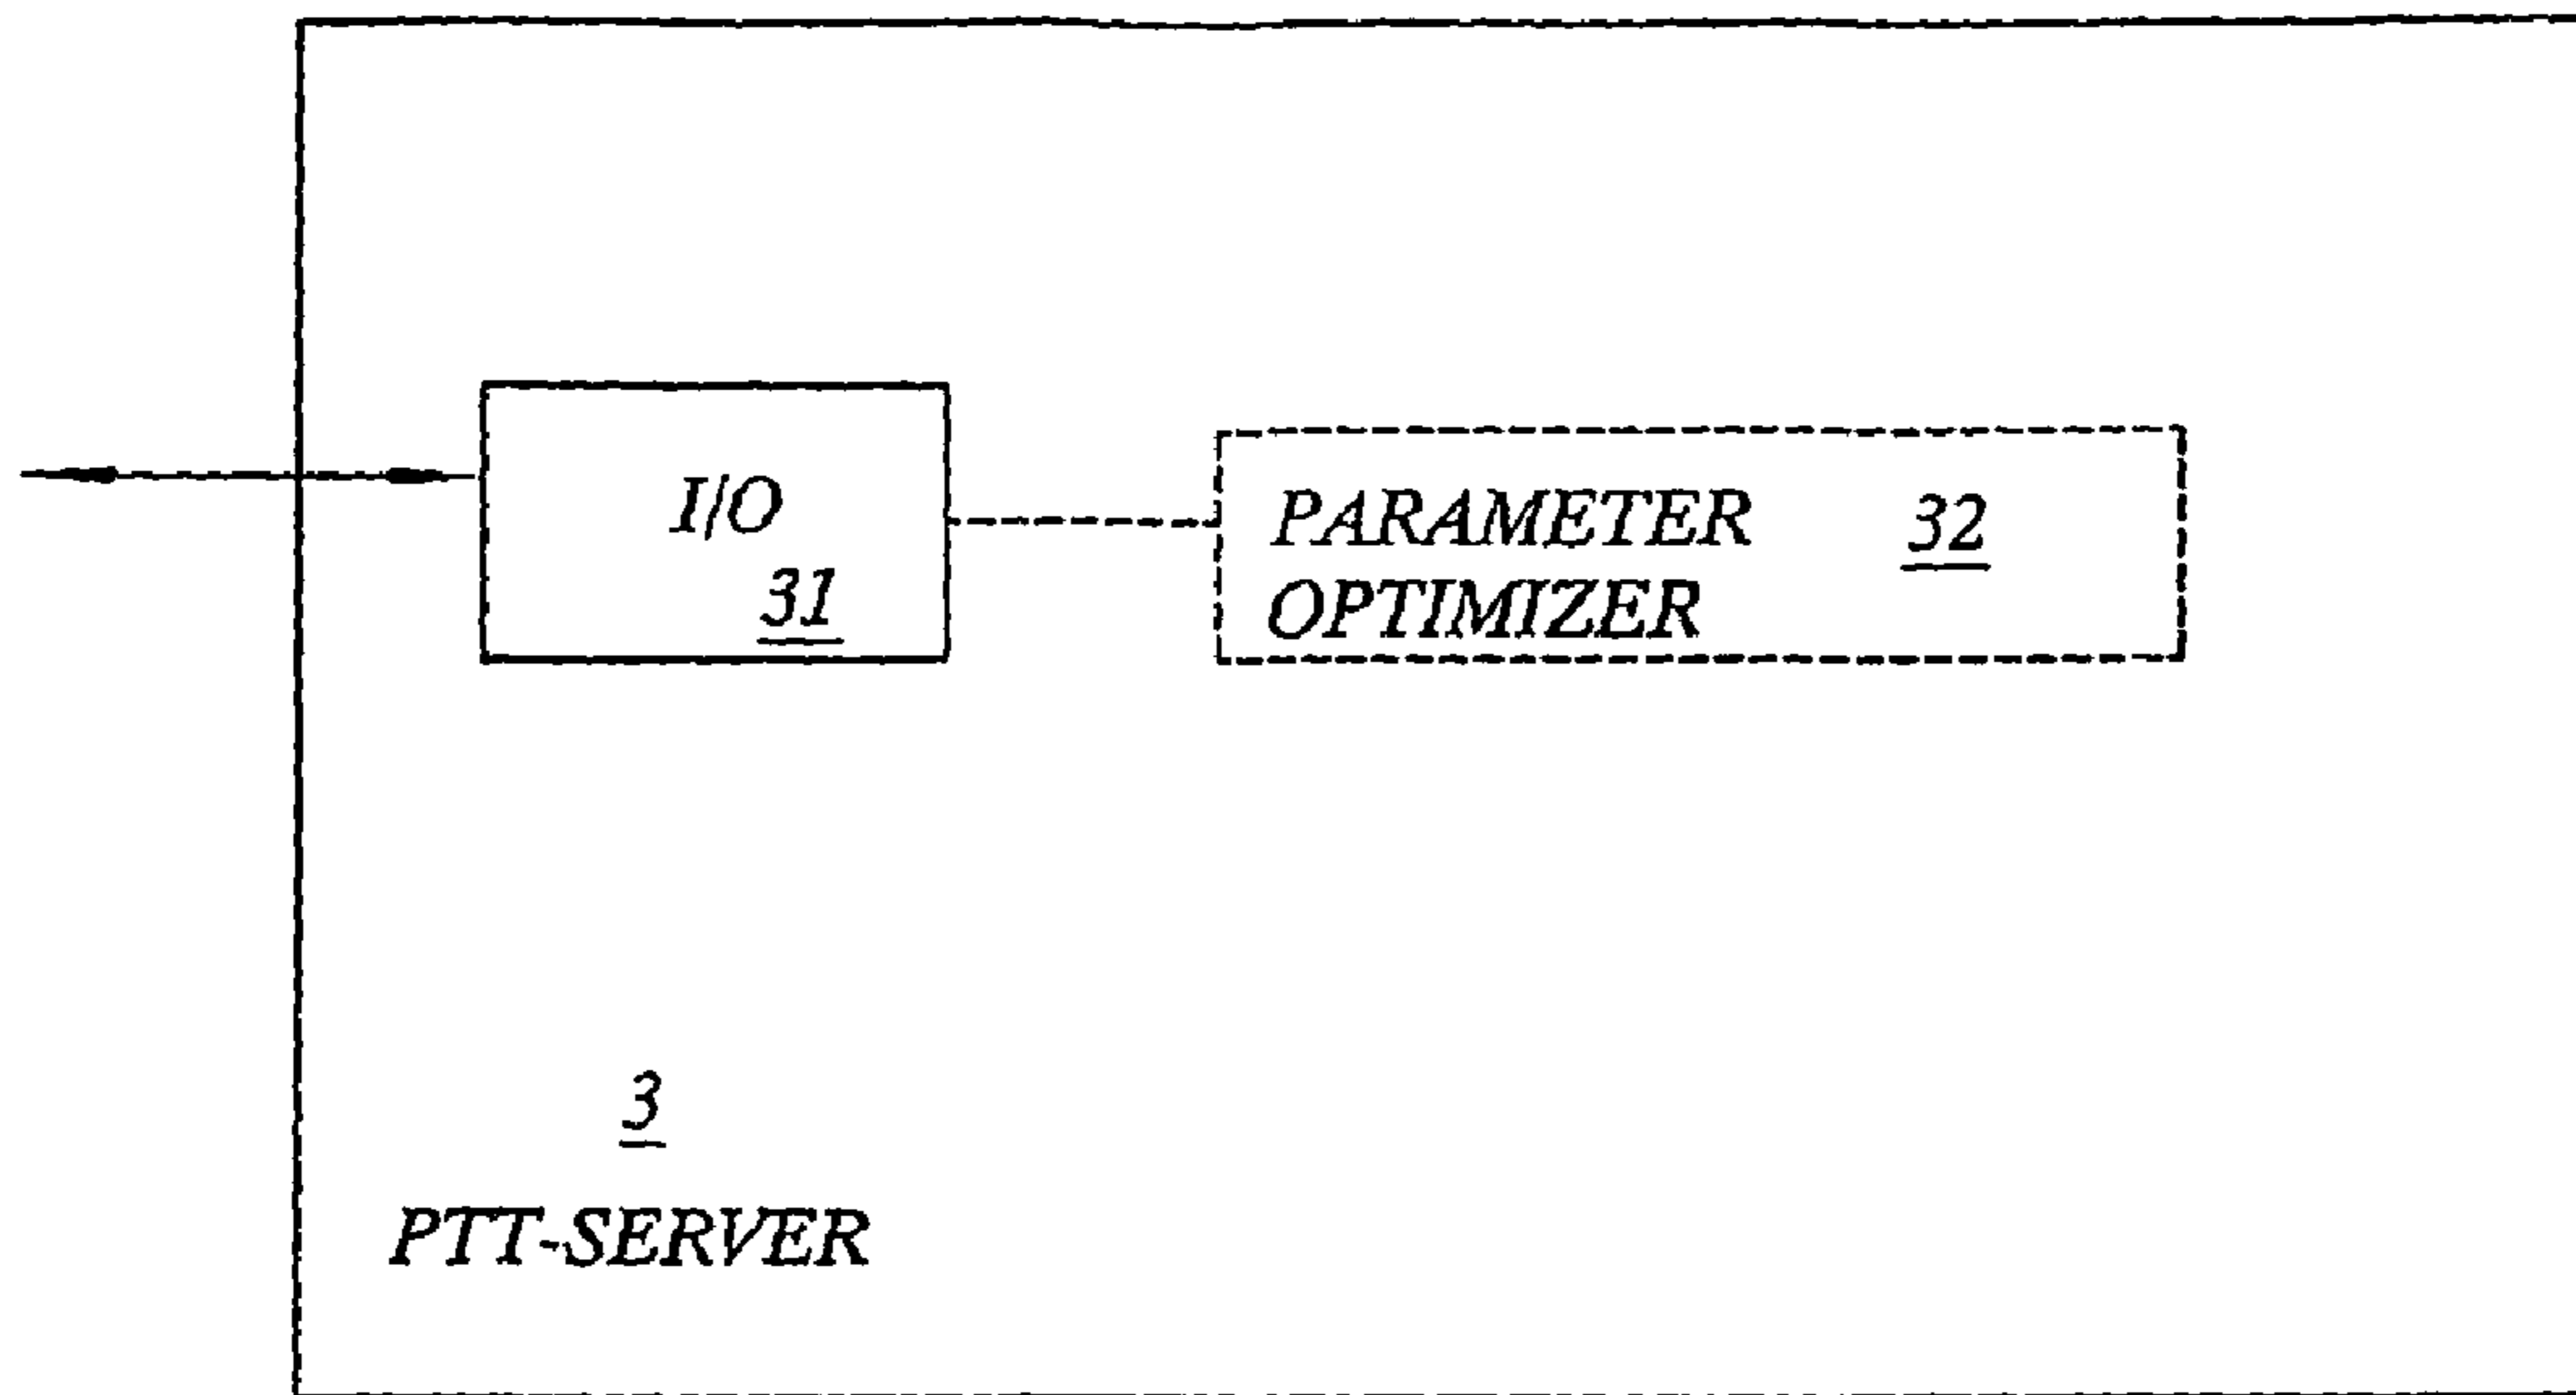 I/O
31
PARAMETER 32
OPTIMIZER
3
PTT-SERVER